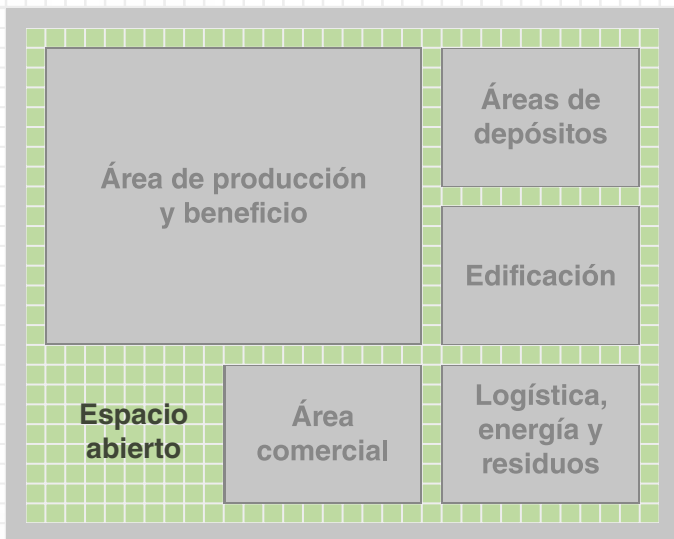 Área de producción
y beneficio
Áreas de
depósitos
Edificación
Espacio
abierto
Área
comercial
Logística,
energía y
residuos